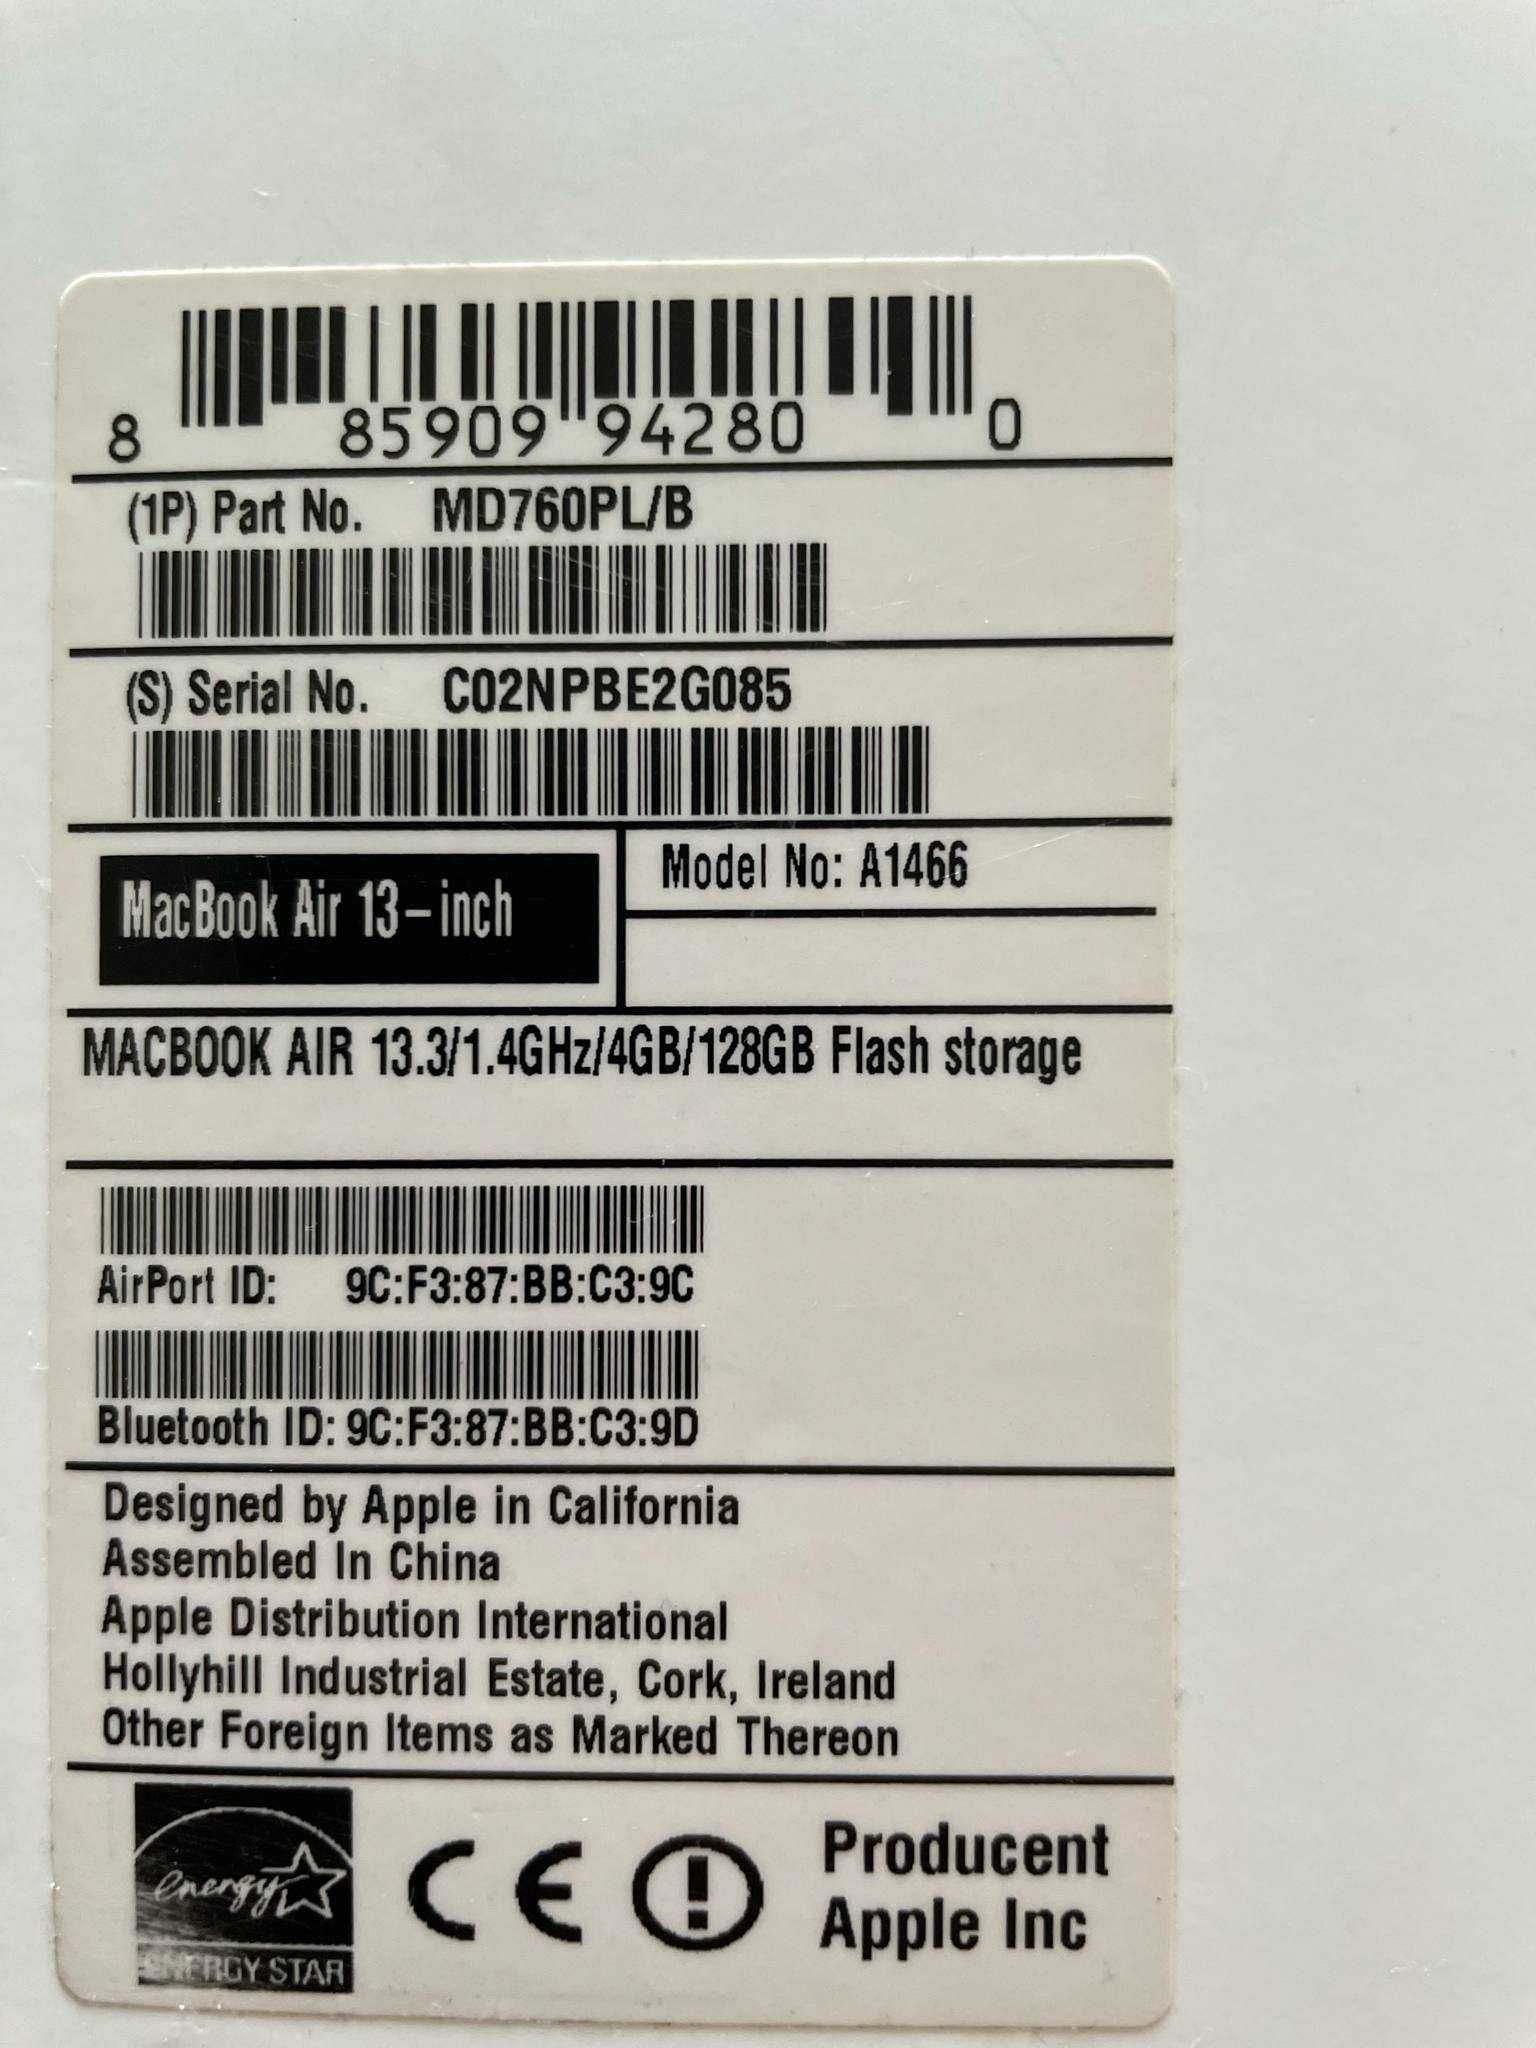 8 85909 94280 0
(1P) Part No. MD760PL/B
(S) Serial No. C02NPBE2G085
MacBook Air 13-inch
Model No: A1466
MACBOOK AIR 13.3/1.4GHz/4GB/128GB Flash storage
AirPort ID: 9C:F3:87:BB:C3:9C
Bluetooth ID: 9C:F3:87:BB:C3:9D
Designed by Apple in California
Assembled In China
Apple Distribution International
Hollyhill Industrial Estate, Cork, Ireland
Other Foreign Items as Marked Thereon
energy
ENERGY STAR
CE
Producent
Apple Inc